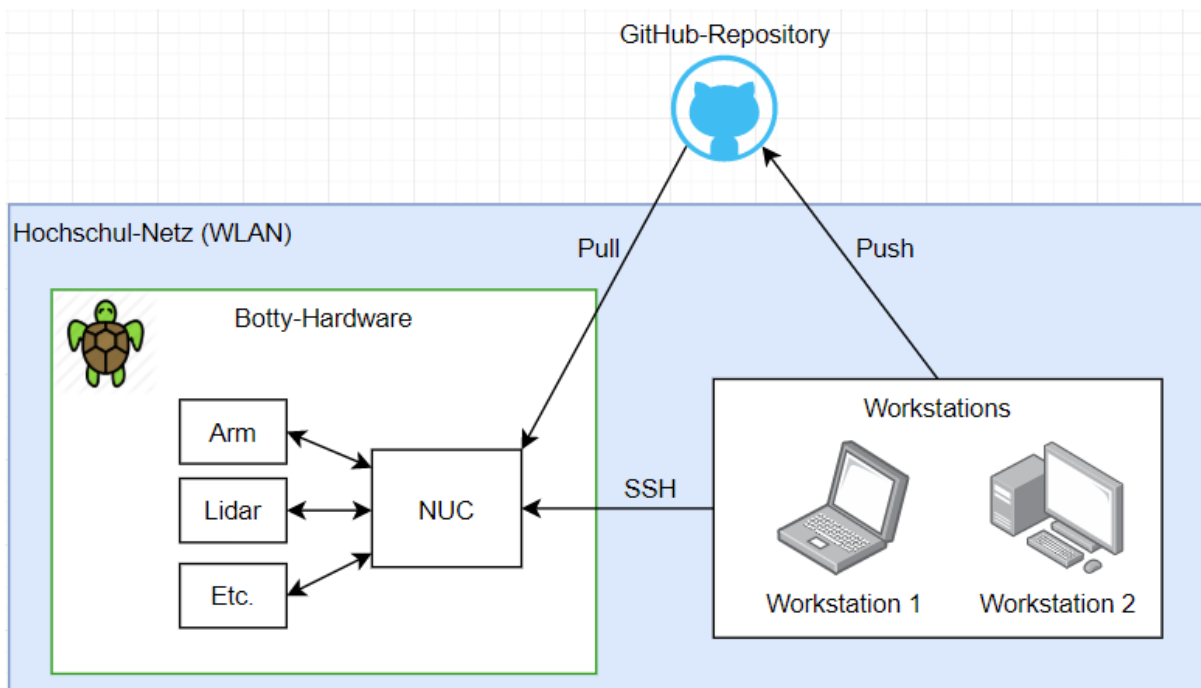 GitHub-Repository
Hochschul-Netz (WLAN)
Pull
Push
Botty-Hardware
Arm
Lidar
Etc.
NUC
SSH
Workstations
Workstation 1
Workstation 2